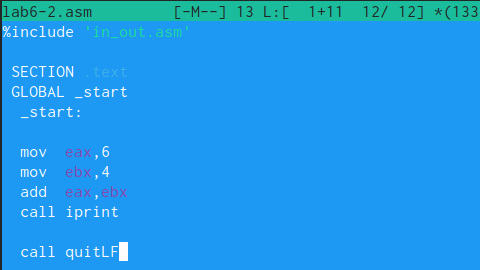 lab6-2.asm [-M--] 13 L:[ 1+11 12/ 12] *(133
%include 'in_out.asm'
SECTION .text
GLOBAL _start
_start:
mov eax,6
mov ebx,4
add eax,ebx
call iprint
call quitLF